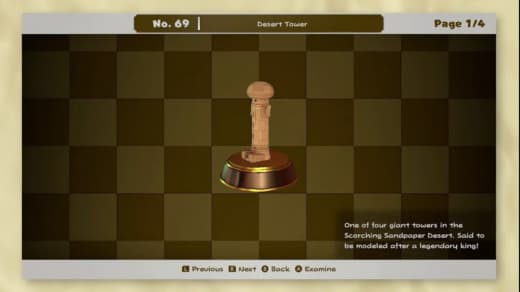 No. 69
Desert Tower
Page 1/4
One of four giant towers in the
Scorching Sandpaper Desert. Said to
be modeled after a legendary king!
L Previous R Next B Back A Examine